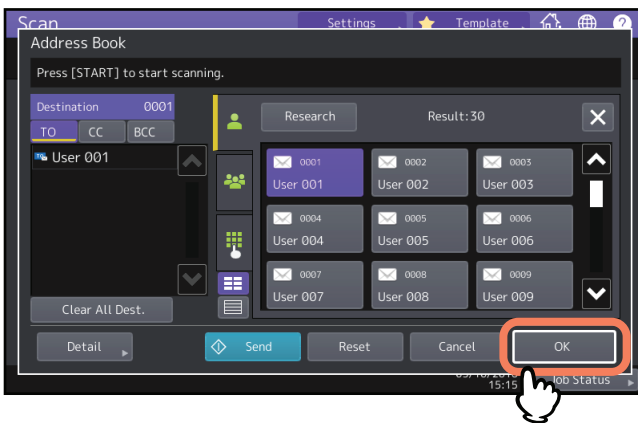 Scan
Settings
Template
?
Address Book
Press [START] to start scanning.
Destination 0001
TO CC BCC
TO User 001
Clear All Dest.
Research
Result:30
0001
User 001
0002
User 002
0003
User 003
0004
User 004
0005
User 005
0006
User 006
0007
User 007
0008
User 008
0009
User 009
Detail
Send
Reset
Cancel
OK
15:15
Job Status